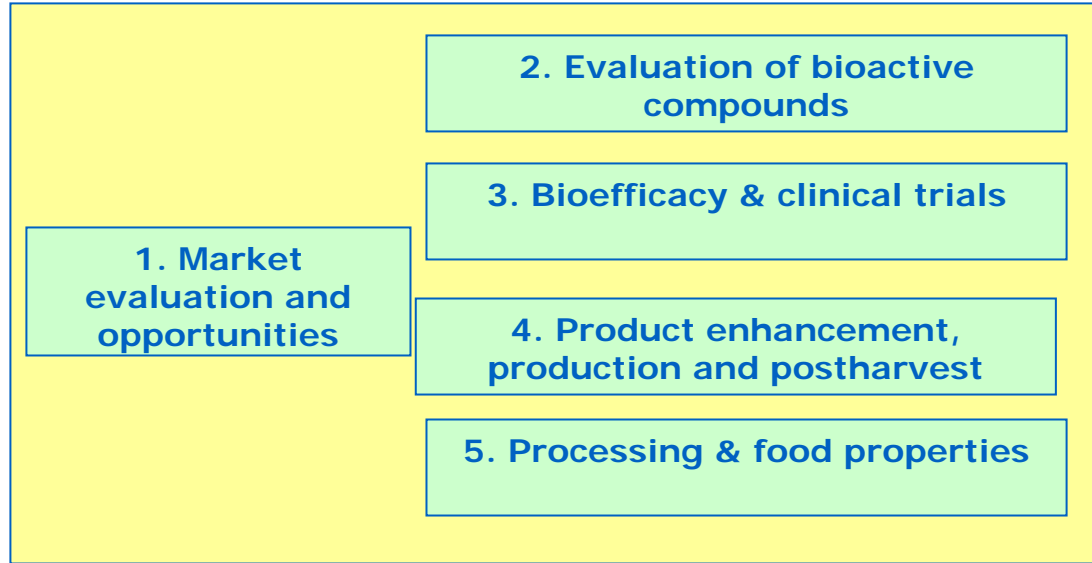 1. Market
evaluation and
opportunities
2. Evaluation of bioactive
compounds
3. Bioefficacy & clinical trials
4. Product enhancement,
production and postharvest
5. Processing & food properties